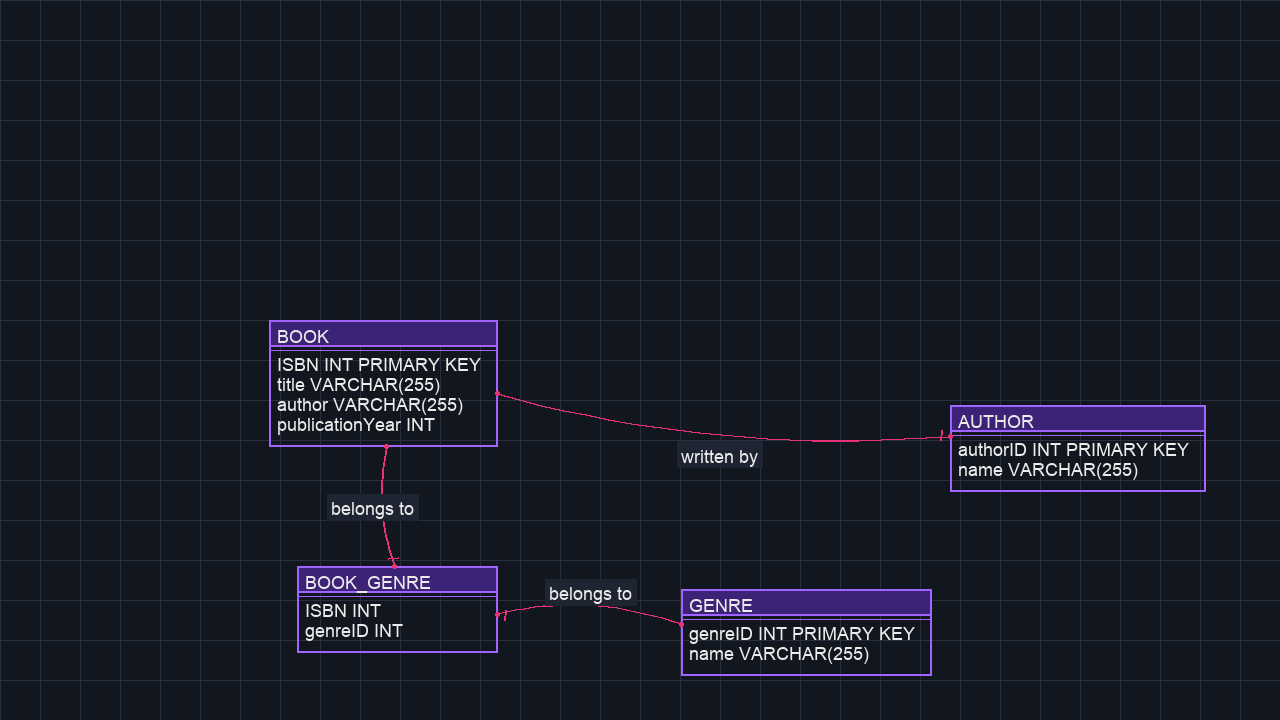 BOOK
ISBN INT PRIMARY KEY
title VARCHAR(255)
author VARCHAR(255)
publicationYear INT
written by
AUTHOR
authorID INT PRIMARY KEY
name VARCHAR(255)
belongs to
BOOK_GENRE
ISBN INT
genreID INT
belongs to
GENRE
genreID INT PRIMARY KEY
name VARCHAR(255)